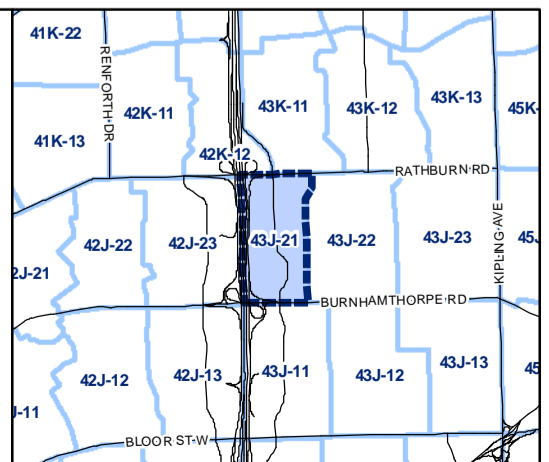 41K-22
RENFORTH DR
42K-11
43K-11
43K-12
43K-13
45K-
41K-13
42K-12
RATHBURN RD
KIPLING AVE
2J-21
42J-22
42J-23
43J-21
43J-22
43J-23
45J
BURNHAMTHORPE RD
J-11
42J-12
42J-13
43J-11
43J-12
43J-13
45
BLOOR ST W